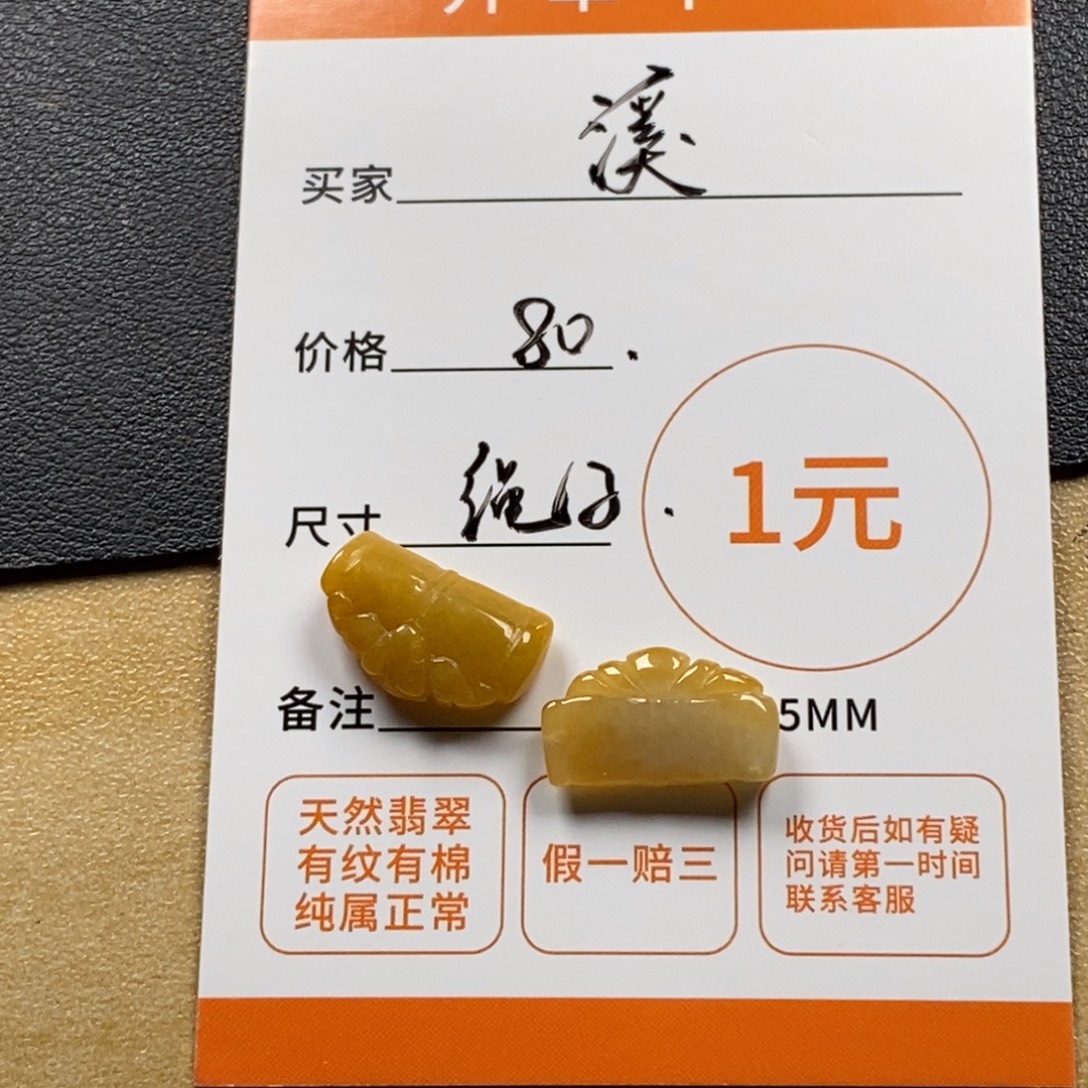 买家 溪
价格 80.
尺寸 绳仔.
1元
备注
5MM
天然翡翠
有纹有棉
纯属正常
假一赔三
收货后如有疑
问请第一时间
联系客服